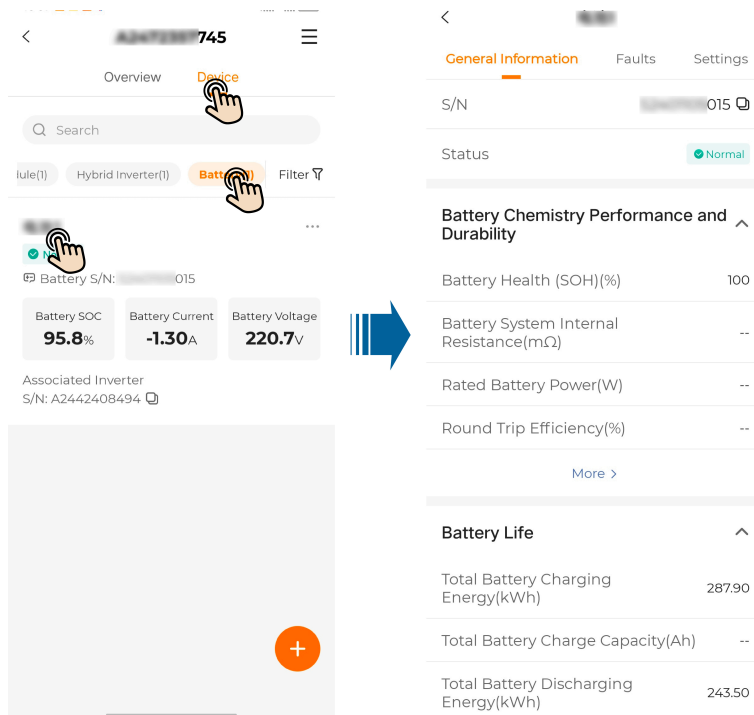 745
Overview
Device
Search
lule(1)
Hybrid Inverter(1)
Filter
Battery S/N:
015
Battery SOC
95.8%
Battery Current
-1.30A
Battery Voltage
220.7V
Associated Inverter
S/N: A2442408494
General Information
Faults
Settings
S/N
015
Status
Normal
Battery Chemistry Performance and
Durability
Battery Health (SOH)(%)
100
Battery System Internal
Resistance(mΩ)
--
Rated Battery Power(W)
--
Round Trip Efficiency(%)
--
More >
Battery Life
Total Battery Charging
Energy(kWh)
287.90
Total Battery Charge Capacity(Ah)
--
Total Battery Discharging
Energy(kWh)
243.50